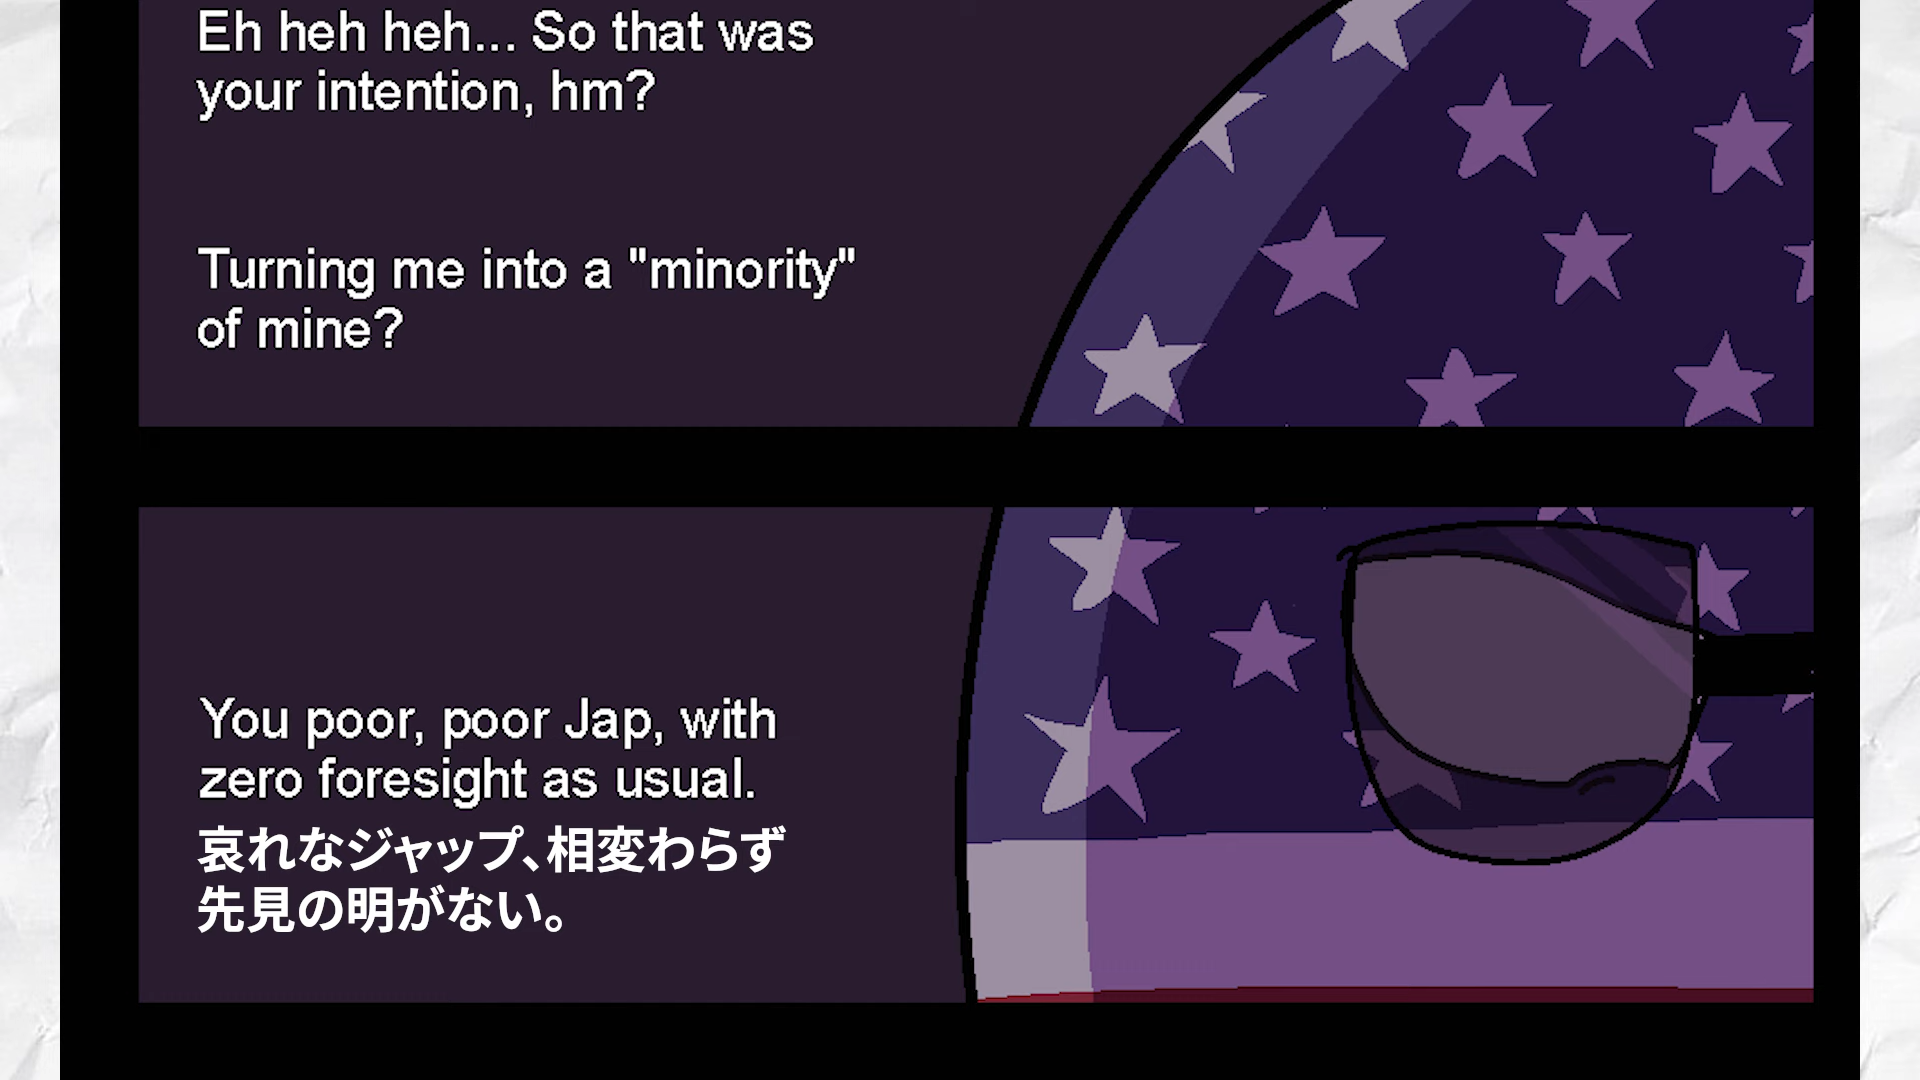 Eh heh heh... So that was
your intention, hm?
Turning me into a "minority"
of mine?
You poor, poor Jap, with
zero foresight as usual.
哀れなジャップ、相変わらず
先見の明がない。